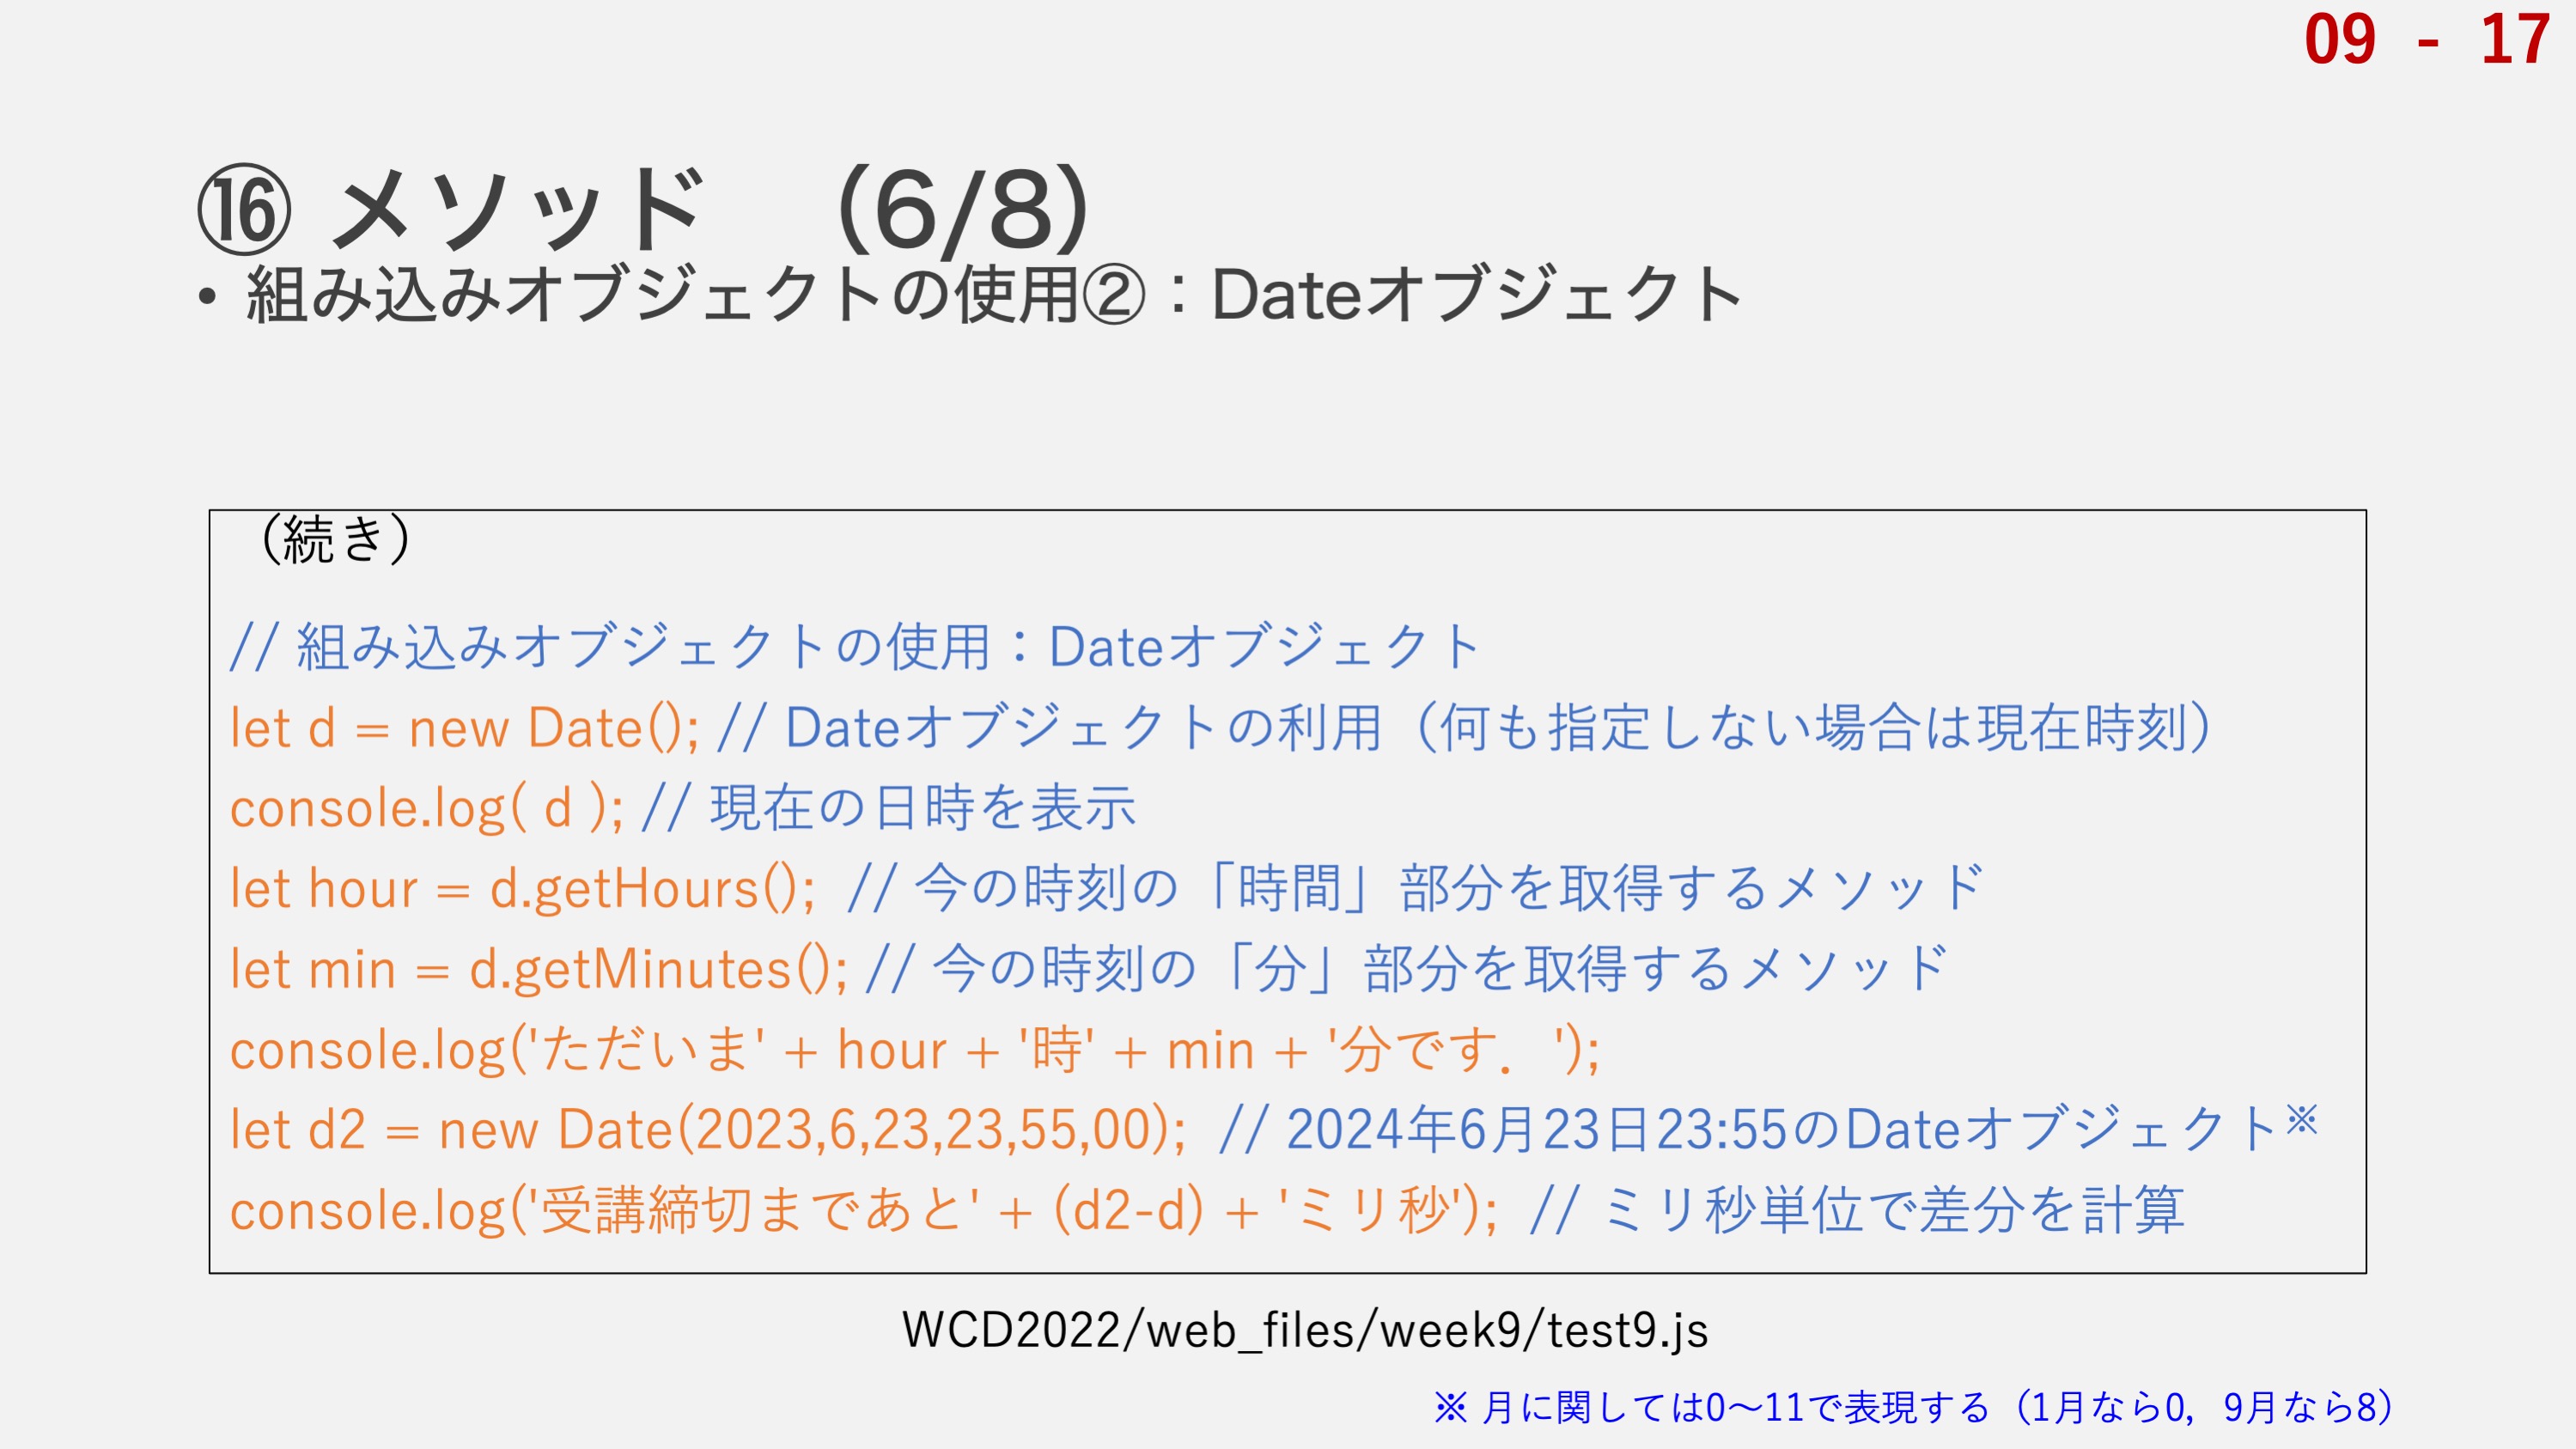 09 - 17
⑯ メソッド （6/8）
• 組み込みオブジェクトの使用②：Dateオブジェクト
（続き）
// 組み込みオブジェクトの使用：Dateオブジェクト
let d = new Date(); // Dateオブジェクトの利用（何も指定しない場合は現在時刻）
console.log( d ); // 現在の日時を表示
let hour = d.getHours(); // 今の時刻の「時間」部分を取得するメソッド
let min = d.getMinutes(); // 今の時刻の「分」部分を取得するメソッド
console.log('ただいま' + hour + '時' + min + '分です．');
let d2 = new Date(2023,6,23,23,55,00); // 2024年6月23日23:55のDateオブジェクト※
console.log('受講締切まであと' + (d2-d) + 'ミリ秒'); // ミリ秒単位で差分を計算
WCD2022/web_files/week9/test9.js
※ 月に関しては0〜11で表現する（1月なら0，9月なら8）